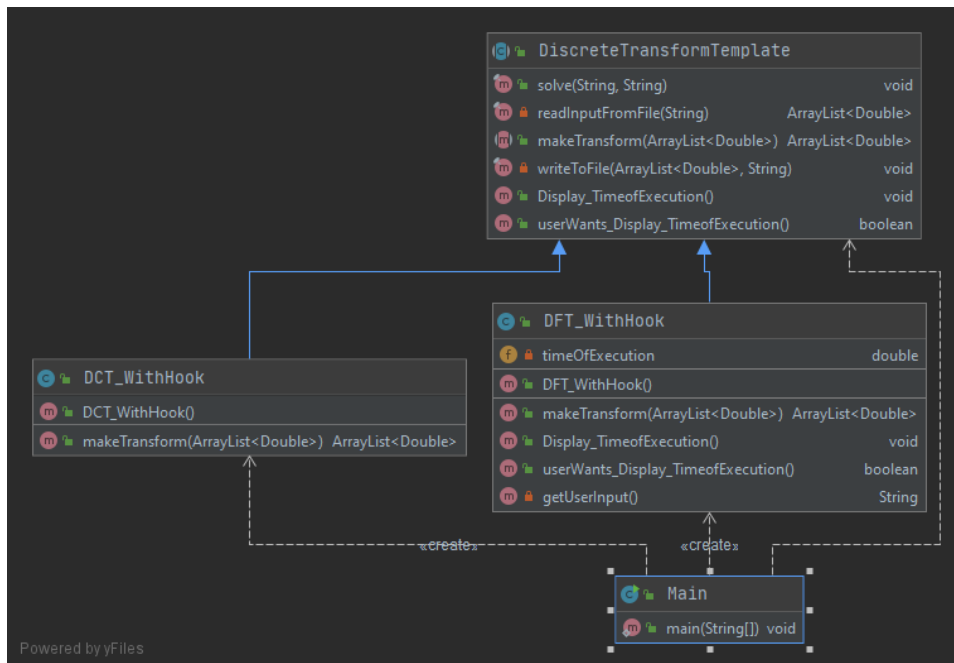 DiscreteTransformTemplate
solve(String, String) void
readInputFromFile(String) ArrayList<Double>
makeTransform(ArrayList<Double>) ArrayList<Double>
writeToFile(ArrayList<Double>, String) void
Display_TimeofExecution() void
userWants_Display_TimeofExecution() boolean
DCT_WithHook
DCT_WithHook()
makeTransform(ArrayList<Double>) ArrayList<Double>
DFT_WithHook
timeOfExecution double
DFT_WithHook()
makeTransform(ArrayList<Double>) ArrayList<Double>
Display_TimeofExecution() void
userWants_Display_TimeofExecution() boolean
getUserInput() String
«create»
«create»
Main
main(String[]) void
Powered by yFiles